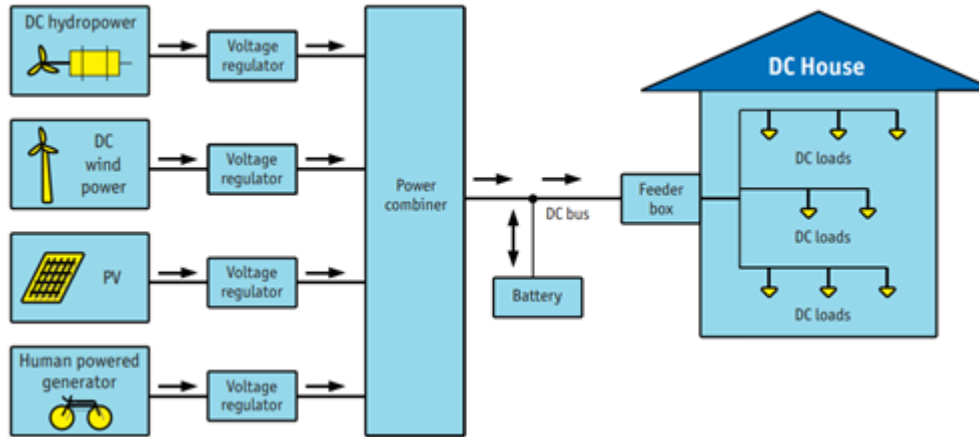 DC hydropower
Voltage
regulator
DC
wind
power
Voltage
regulator
PV
Voltage
regulator
Human powered
generator
Voltage
regulator
Power
combiner
DC bus
Battery
Feeder
box
DC House
DC loads
DC loads
DC loads